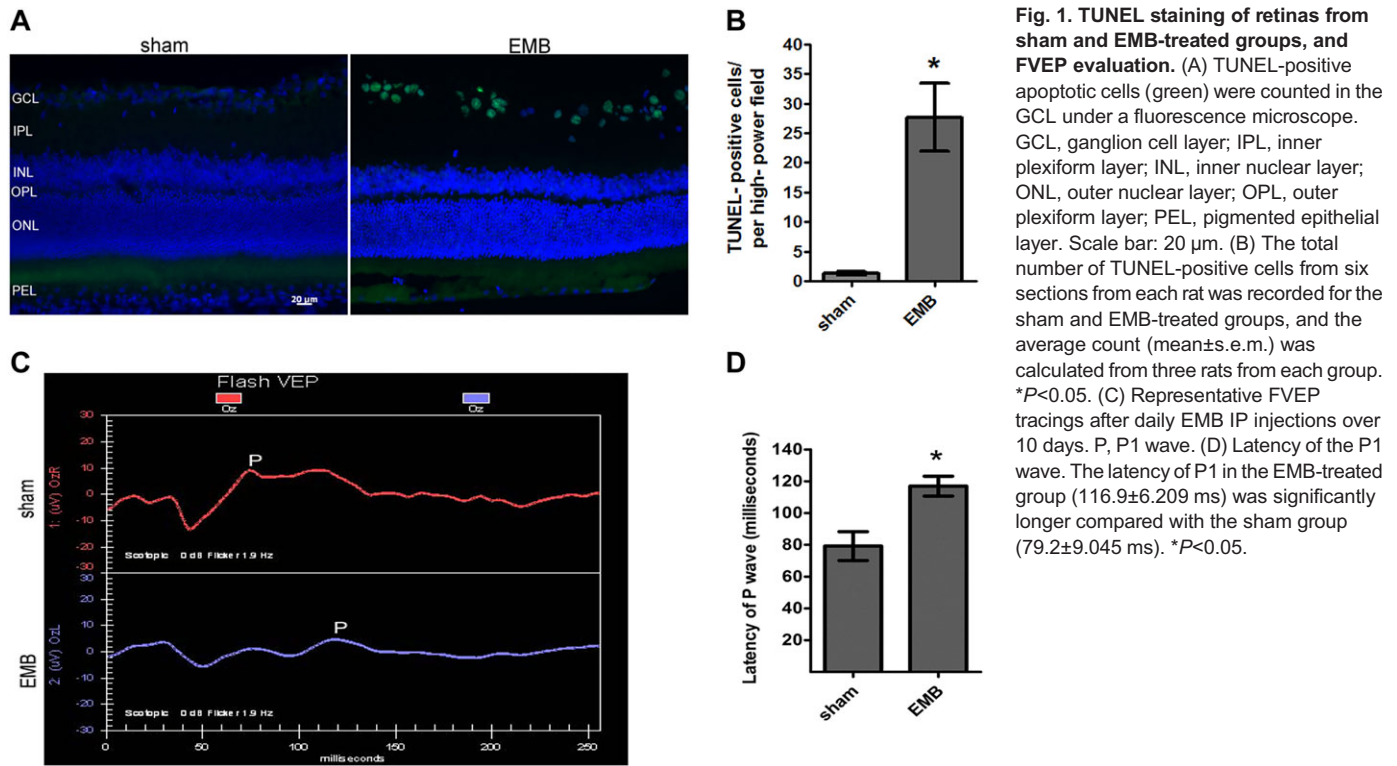 A
sham
EMB
GCL
IPL
INL
OPL
ONL
PEL
20 μm
B
TUNEL- positive cells/
per high- power field
40
35
30
25
20
15
10
5
0
*
sham
EMB
C
Flash VEP
Oz
Oz
sham
1: (uV) OzR
30
20
10
0
-10
-20
-30
P
Scotopic 0 dB Flicker 1.9 Hz
EMB
2: (uV) OzL
30
20
10
0
-10
-20
-30
P
Scotopic 0 dB Flicker 1.9 Hz
0
50
100
150
200
250
milliseconds
D
Latency of P wave (milliseconds)
140
120
100
80
60
40
20
*
sham
EMB
Fig. 1. TUNEL staining of retinas from
sham and EMB-treated groups, and
FVEP evaluation. (A) TUNEL-positive
apoptotic cells (green) were counted in the
GCL under a fluorescence microscope.
GCL, ganglion cell layer; IPL, inner
plexiform layer; INL, inner nuclear layer;
ONL, outer nuclear layer; OPL, outer
plexiform layer; PEL, pigmented epithelial
layer. Scale bar: 20 μm. (B) The total
number of TUNEL-positive cells from six
sections from each rat was recorded for the
sham and EMB-treated groups, and the
average count (mean±s.e.m.) was
calculated from three rats from each group.
*P<0.05. (C) Representative FVEP
tracings after daily EMB IP injections over
10 days. P, P1 wave. (D) Latency of the P1
wave. The latency of P1 in the EMB-treated
group (116.9±6.209 ms) was significantly
longer compared with the sham group
(79.2±9.045 ms). *P<0.05.